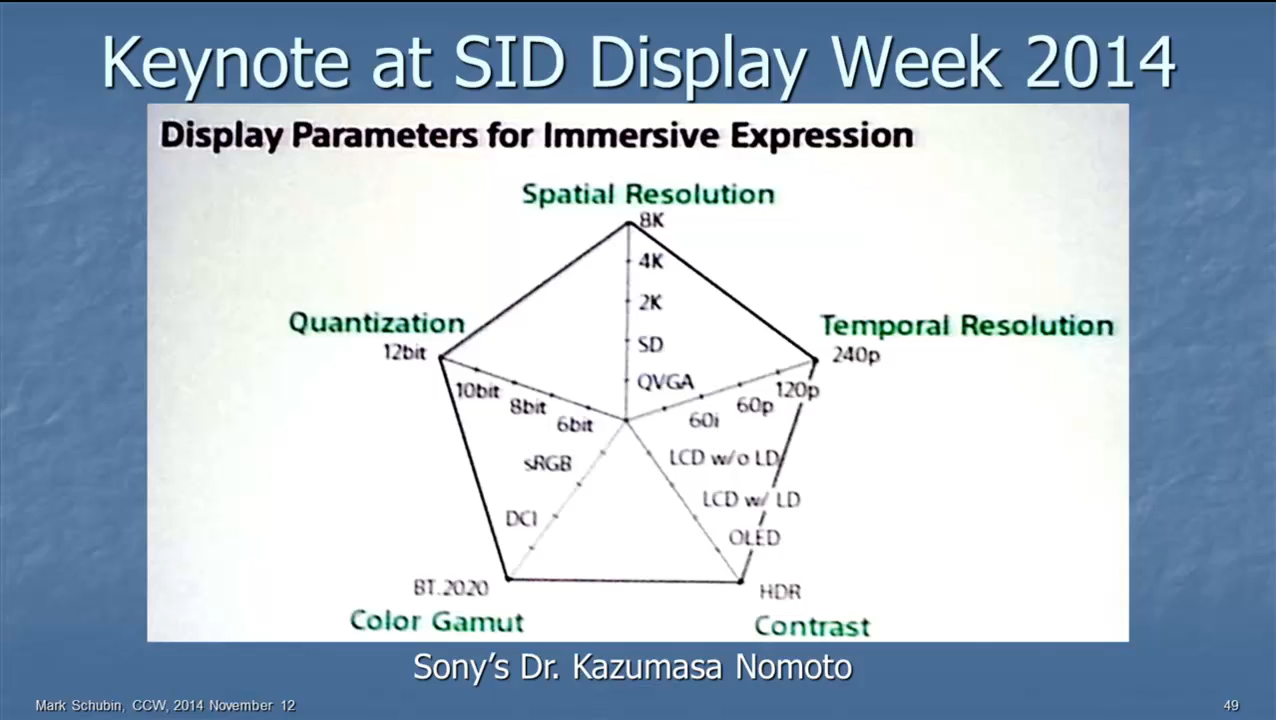 Keynote at SID Display Week 2014
Display Parameters for Immersive Expression
Spatial Resolution
8K
4K
2K
SD
QVGA
Quantization
12bit
10bit
8bit
6bit
Temporal Resolution
240p
120p
60p
60i
sRGB
DCI
BT.2020
Color Gamut
LCD w/o LD
LCD w/ LD
OLED
HDR
Contrast
Sony's Dr. Kazumasa Nomoto
Mark Schubin, CCW, 2014 November 12
49